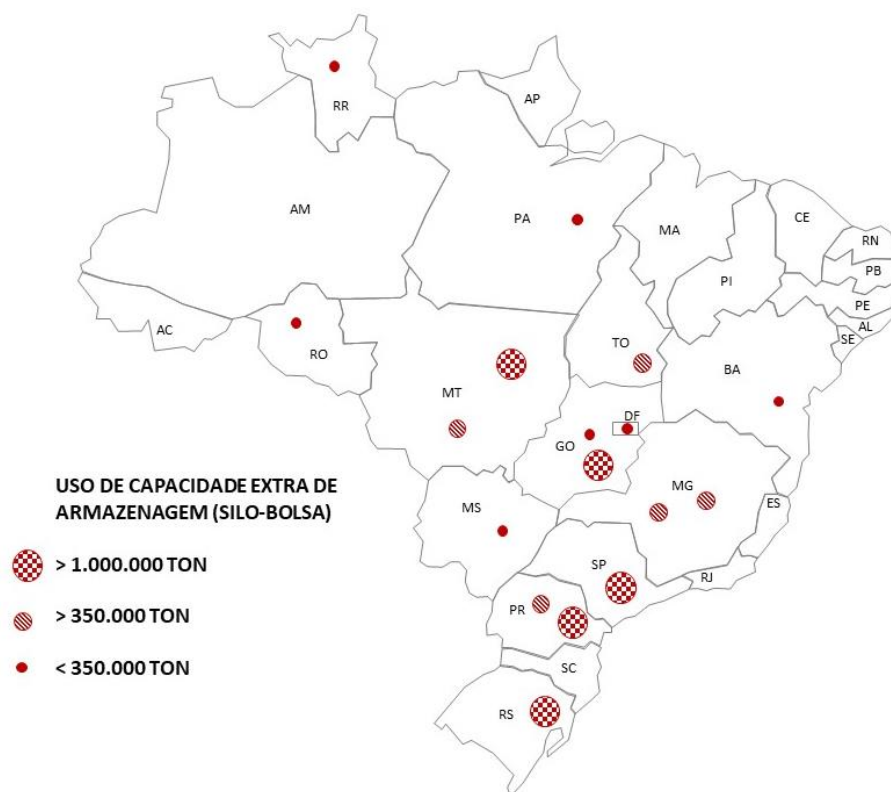 RR
AP
AM
PA
MA
CE
RN
PB
PI
PE
AL
SE
AC
RO
TO
BA
MT
DF
GO
MG
ES
MS
SP
RJ
PR
SC
RS
USO DE CAPACIDADE EXTRA DE
ARMAZENAGEM (SILO-BOLSA)
> 1.000.000 TON
> 350.000 TON
< 350.000 TON